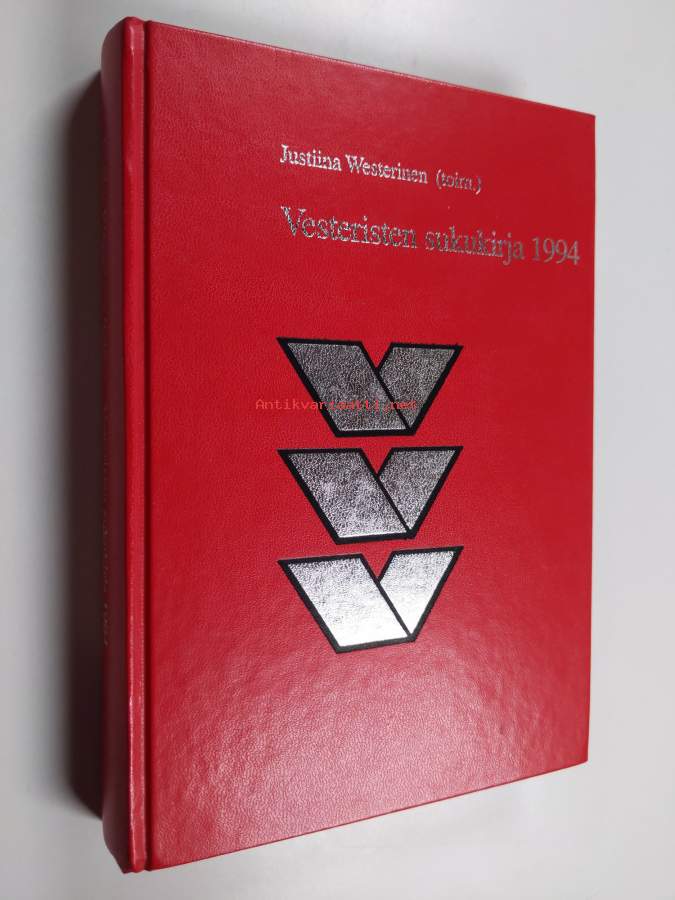 Justiina Westerinen (toim.)
Vesteristen sukukirja 1994
Antikvariaatti.net